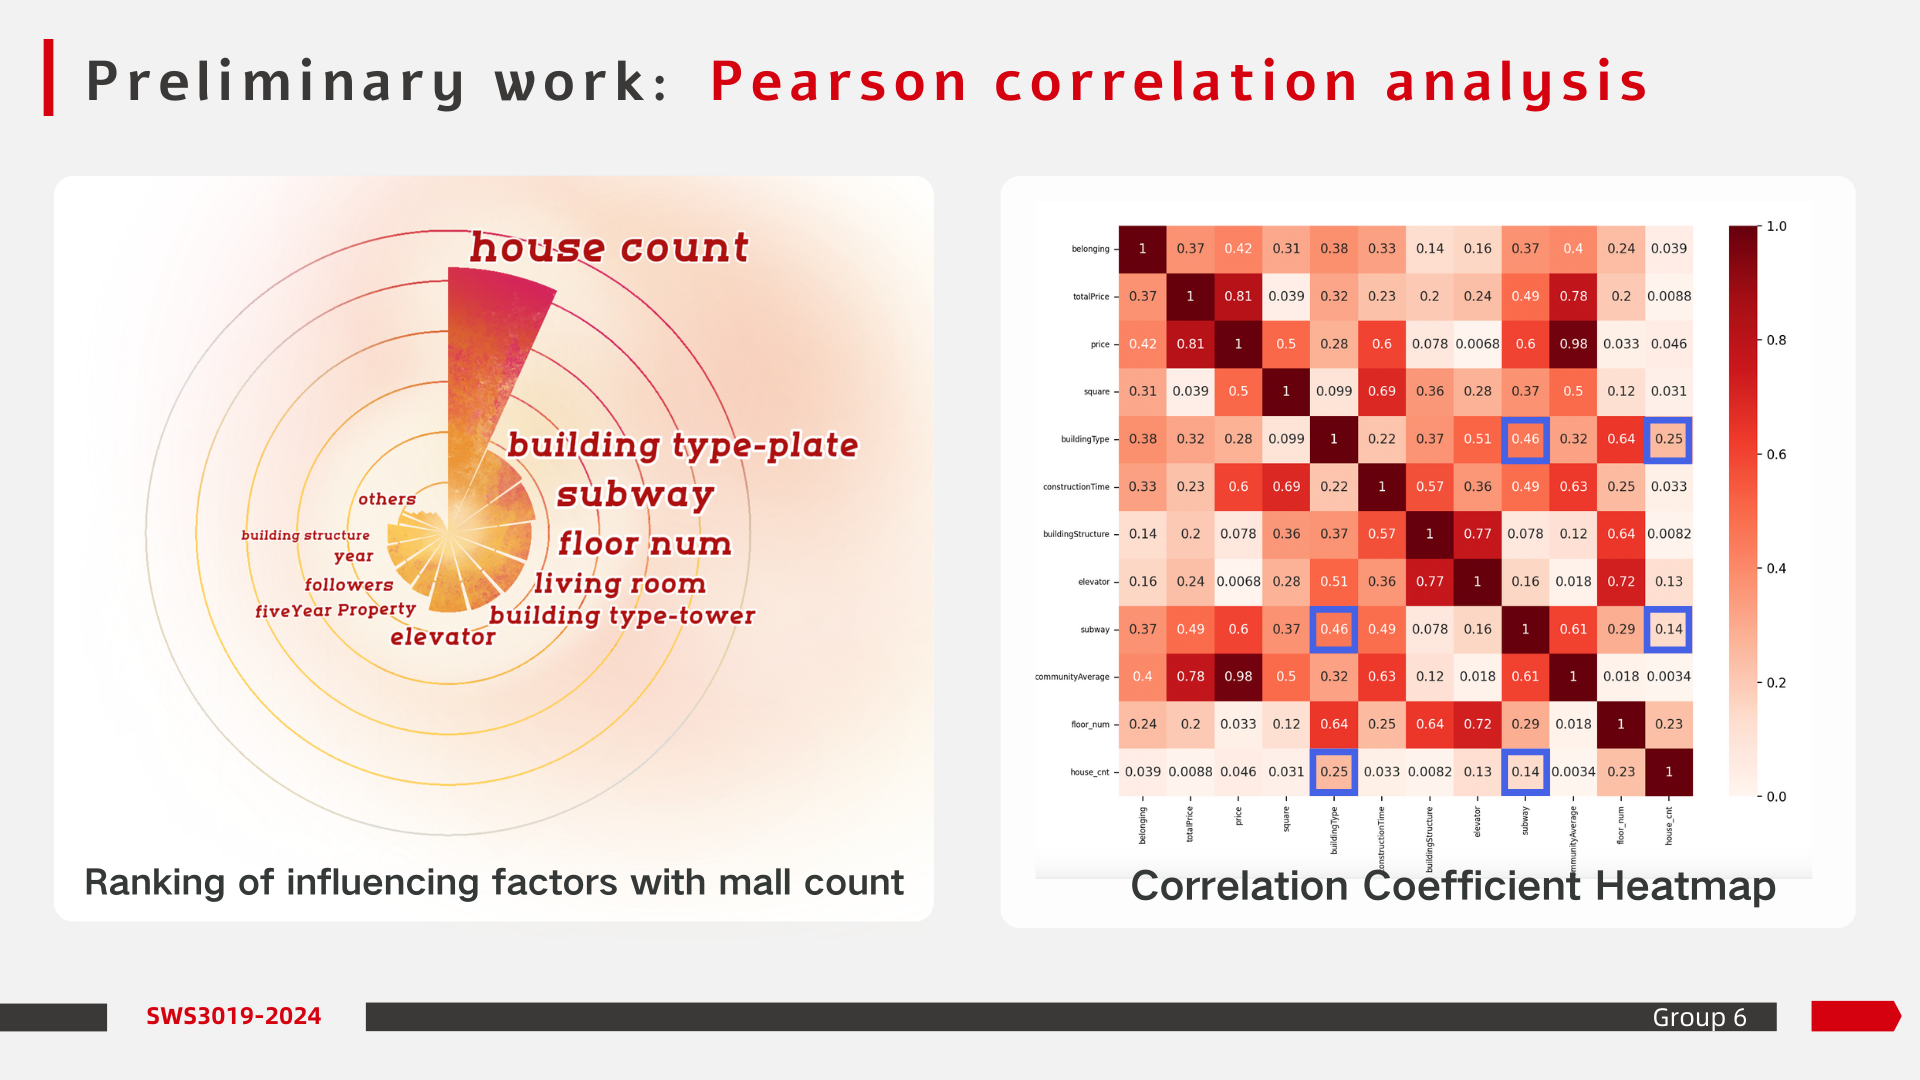 Preliminary work: Pearson correlation analysis
house count
building type-plate
subway
floor num
living room
building type-tower
elevator
fiveYear Property
followers
year
building structure
others
Ranking of influencing factors with mall count
belonging 1 0.37 0.42 0.31 0.38 0.33 0.14 0.16 0.37 0.4 0.24 0.039
totalPrice 0.37 1 0.81 0.039 0.32 0.23 0.2 0.24 0.49 0.78 0.2 0.0088
price 0.42 0.81 1 0.5 0.28 0.6 0.078 0.0068 0.6 0.98 0.033 0.046
square 0.31 0.039 0.5 1 0.099 0.69 0.36 0.28 0.37 0.5 0.12 0.031
buildingType 0.38 0.32 0.28 0.099 1 0.22 0.37 0.51 0.46 0.32 0.64 0.25
constructionTime 0.33 0.23 0.6 0.69 0.22 1 0.57 0.36 0.49 0.63 0.25 0.033
buildingStructure 0.14 0.2 0.078 0.36 0.37 0.57 1 0.77 0.078 0.12 0.64 0.0082
elevator 0.16 0.24 0.0068 0.28 0.51 0.36 0.77 1 0.16 0.018 0.72 0.13
subway 0.37 0.49 0.6 0.37 0.46 0.49 0.078 0.16 1 0.61 0.29 0.14
communityAverage 0.4 0.78 0.98 0.5 0.32 0.63 0.12 0.018 0.61 1 0.018 0.0034
floor_num 0.24 0.2 0.033 0.12 0.64 0.25 0.64 0.72 0.29 0.018 1 0.23
house_cnt 0.039 0.0088 0.046 0.031 0.25 0.033 0.0082 0.13 0.14 0.0034 0.23 1
belonging totalPrice price square buildingType onstructionTime buildingStructure elevator subway mmunityAverage floor_num house_cnt
1.0
0.8
0.6
0.4
0.2
0.0
Correlation Coefficient Heatmap
SWS3019-2024
Group 6